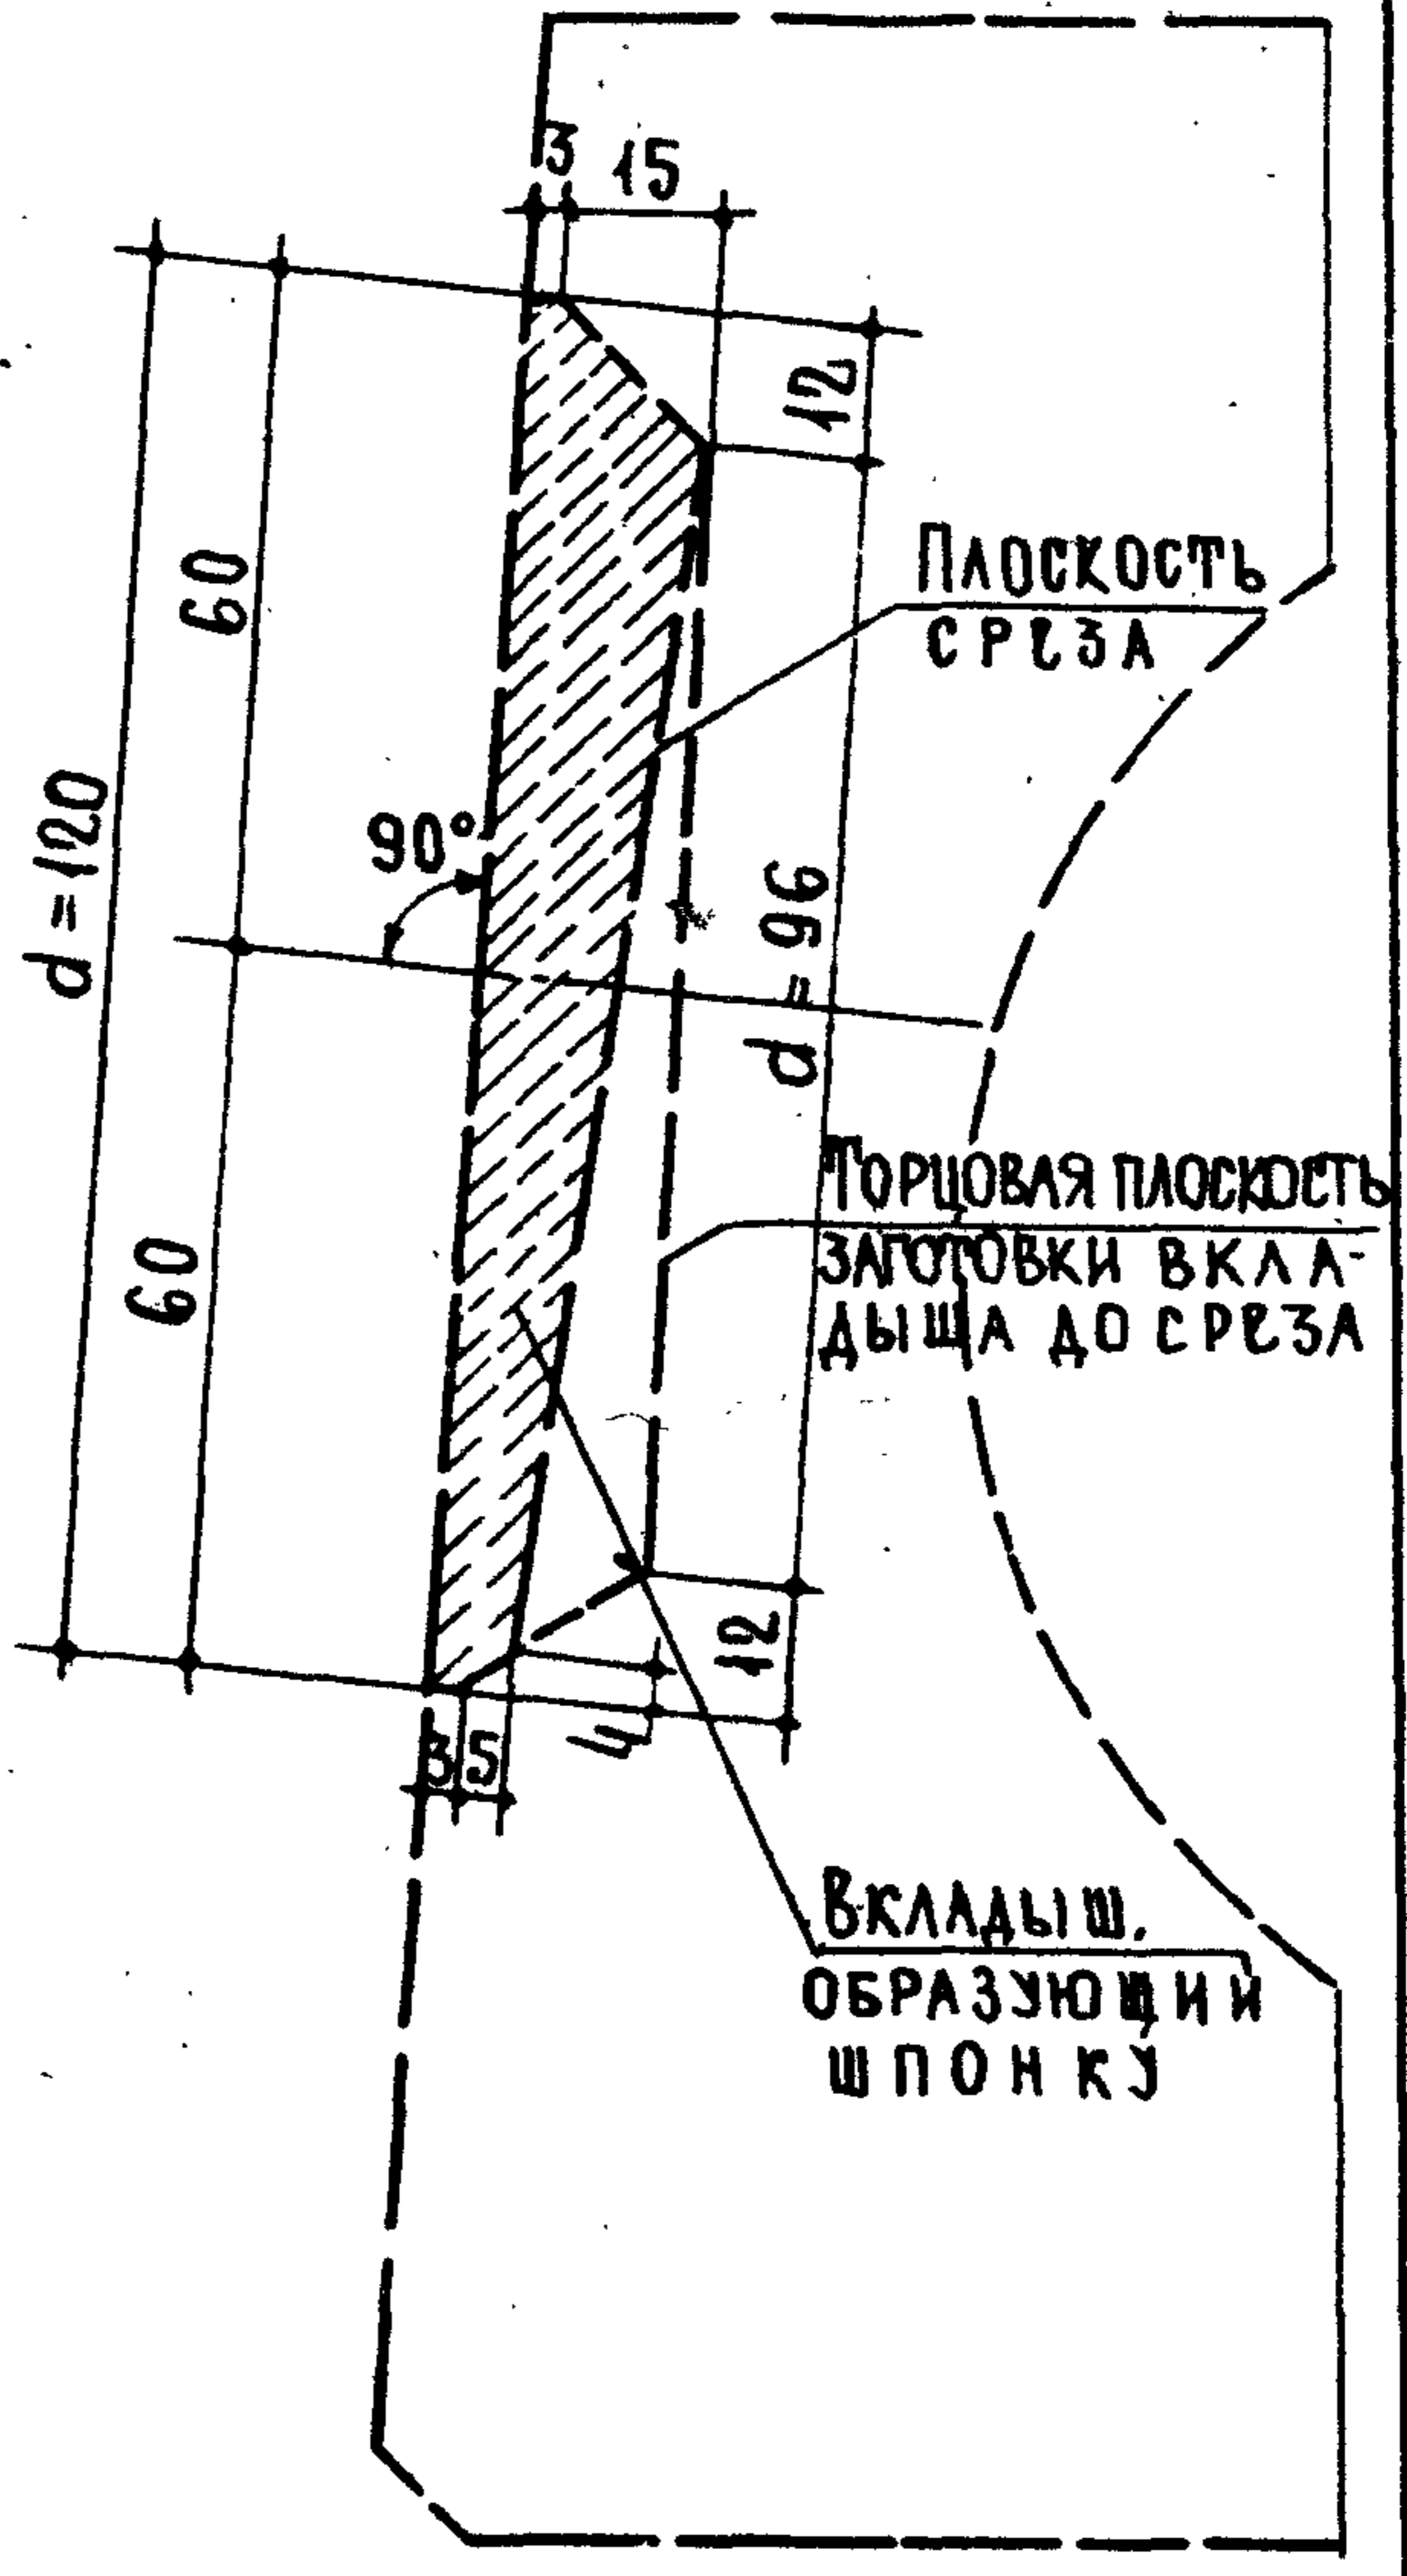 3 15
12
60
ПЛОСКОСТЬ
СРЕЗА
d = 120
90°
d = 96
60
ТОРЦОВАЯ ПЛОСКОСТЬ
ЗАГОТОВКИ ВКЛА-
ДЫША ДО СРЕЗА
12
4
3 5
ВКЛАДЫШ,
ОБРАЗУЮЩИЙ
ШПОНКУ